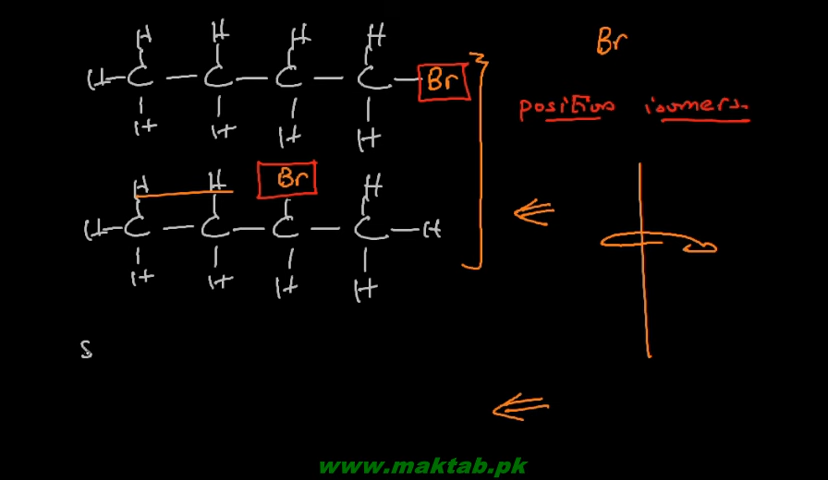 H H H H
H-C-C-C-C-Br
H H H H
Br
position isomers
H H Br H
H-C-C-C-C-H
H H H H
S
www.maktab.pk